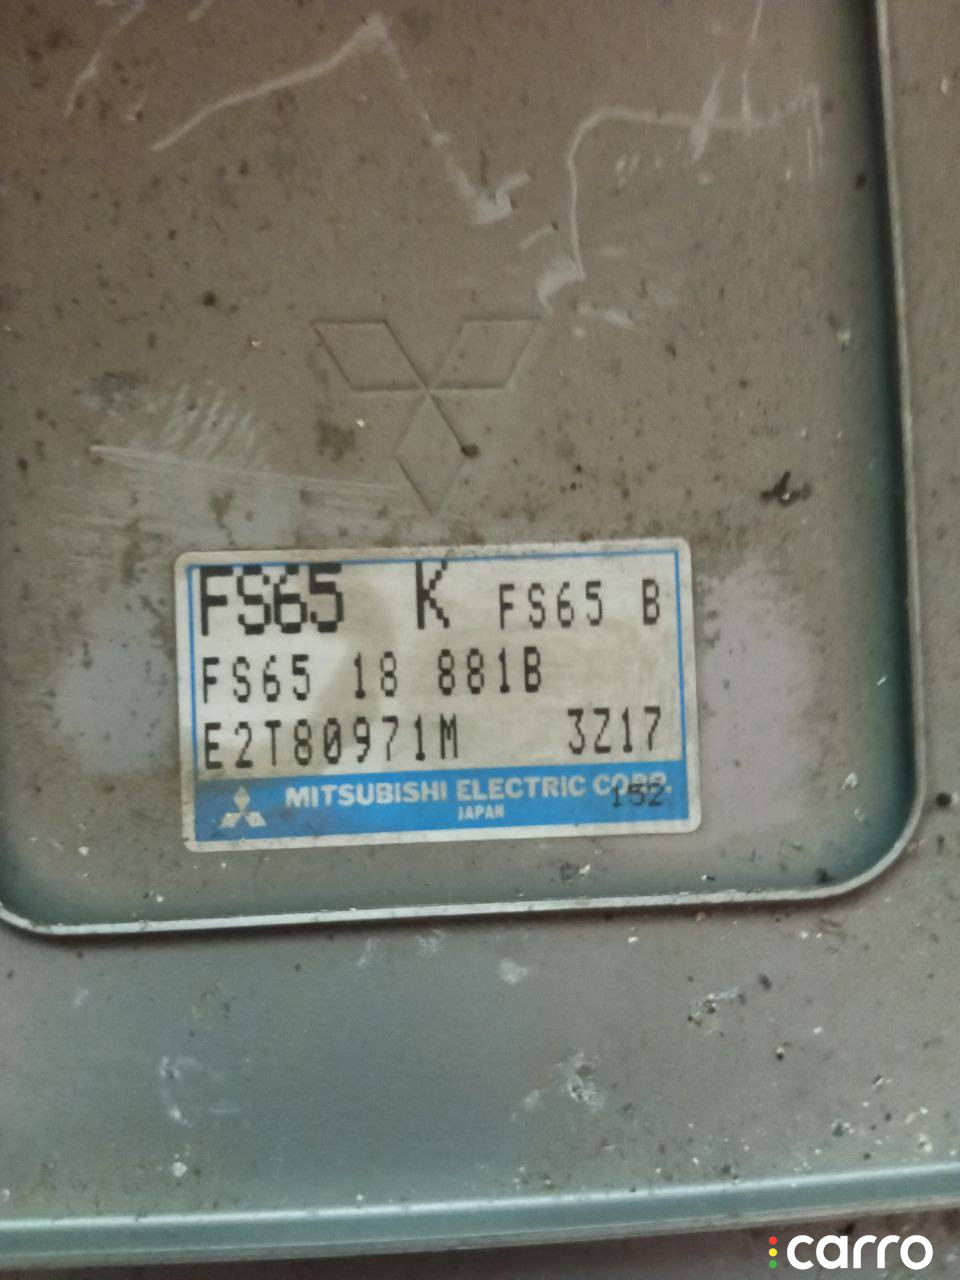 FS65 K FS65 B
FS65 18 881B
E2T80971M 3Z17
MITSUBISHI ELECTRIC CORP.
152
JAPAN
carro